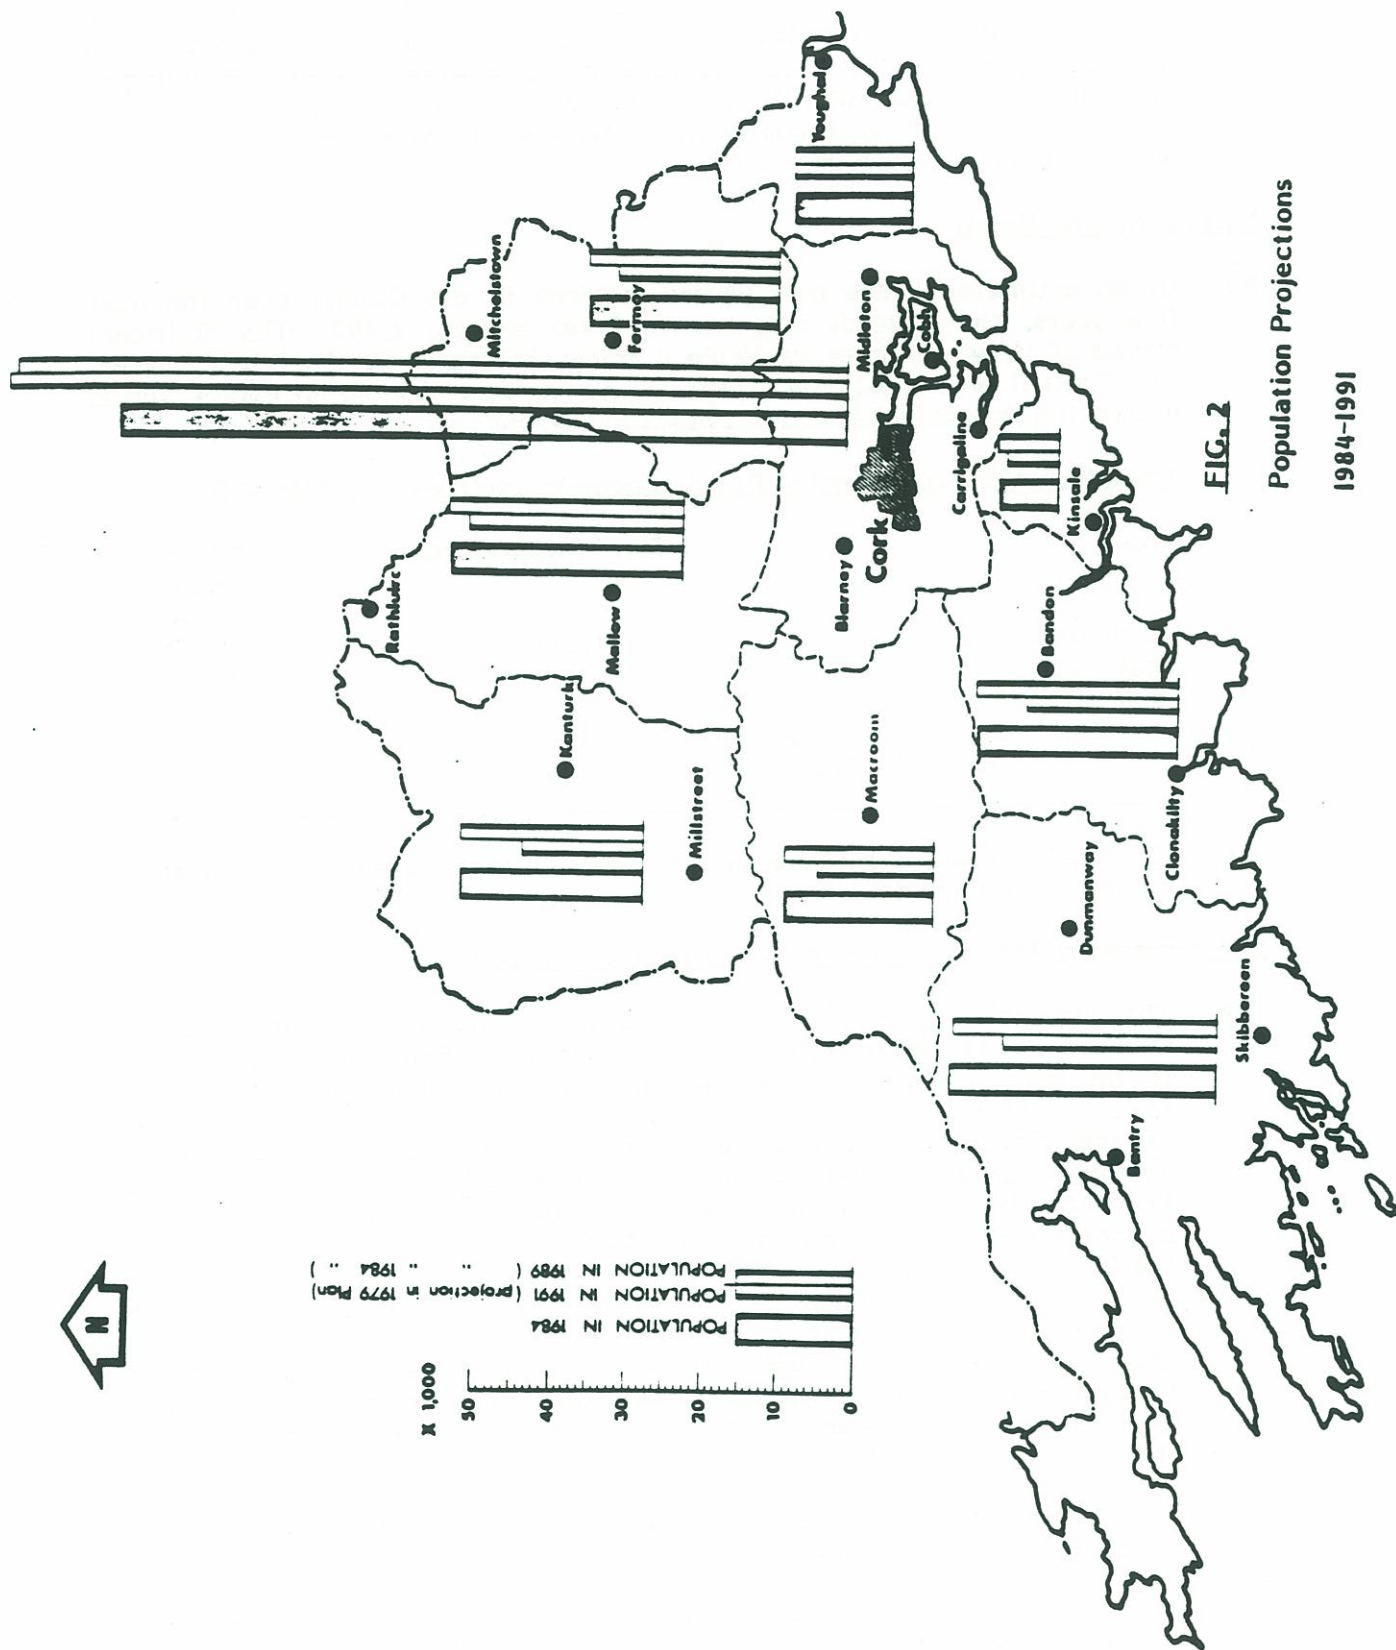 N
X 1,000
50
40
30
20
10
0
POPULATION IN 1984
POPULATION IN 1991 (projection in 1979 Plan)
POPULATION IN 1989 ( " " 1984 " )
Mitchelstown
Fermoy
Rathluirc
Mallow
Kanturk
Millstreet
Youghal
Midleton
Cobh
Carrigaline
Cork
Blarney
Macroom
Kinsale
Bandon
Clonakilty
Dunmanway
Skibbereen
Bantry
FIG. 2
Population Projections
1984-1991